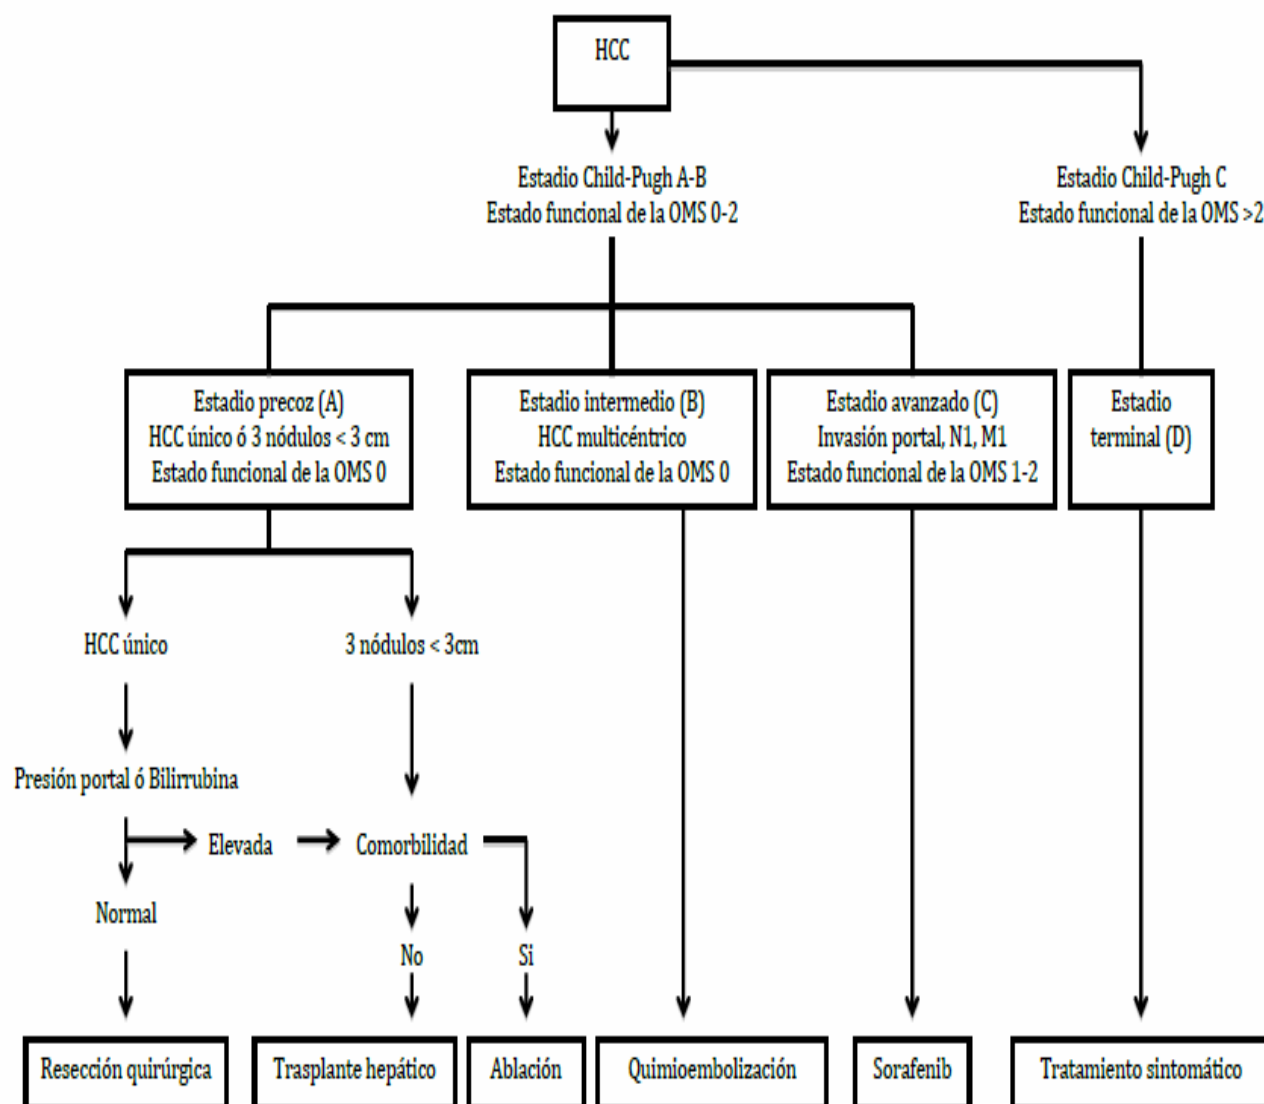 HCC
Estadio Child-Pugh A-B
Estado funcional de la OMS 0-2
Estadio Child-Pugh C
Estado funcional de la OMS >2
Estadio precoz (A)
HCC único ó 3 nódulos < 3 cm
Estado funcional de la OMS 0
Estadio intermedio (B)
HCC multicéntrico
Estado funcional de la OMS 0
Estadio avanzado (C)
Invasión portal, N1, M1
Estado funcional de la OMS 1-2
Estadio
terminal (D)
HCC único
3 nódulos < 3cm
Presión portal ó Bilirrubina
Elevada
Comorbilidad
Normal
No
Si
Resección quirúrgica
Trasplante hepático
Ablación
Quimioembolización
Sorafenib
Tratamiento sintomático